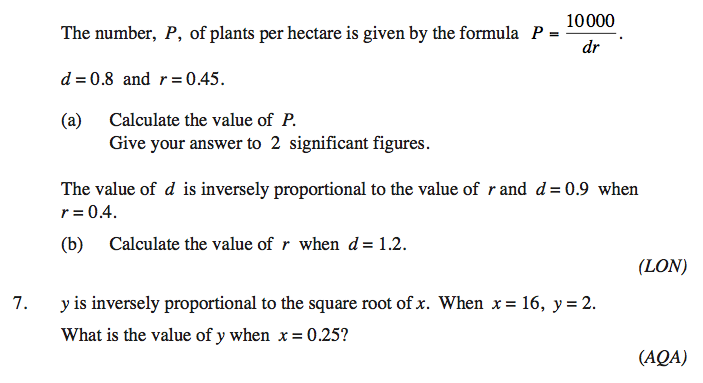 The number, P, of plants per hectare is given by the formula P = 10000/dr.
d = 0.8 and r = 0.45.
(a) Calculate the value of P.
Give your answer to 2 significant figures.
The value of d is inversely proportional to the value of r and d = 0.9 when
r = 0.4.
(b) Calculate the value of r when d = 1.2.
(LON)
7. y is inversely proportional to the square root of x. When x = 16, y = 2.
What is the value of y when x = 0.25?
(AQA)